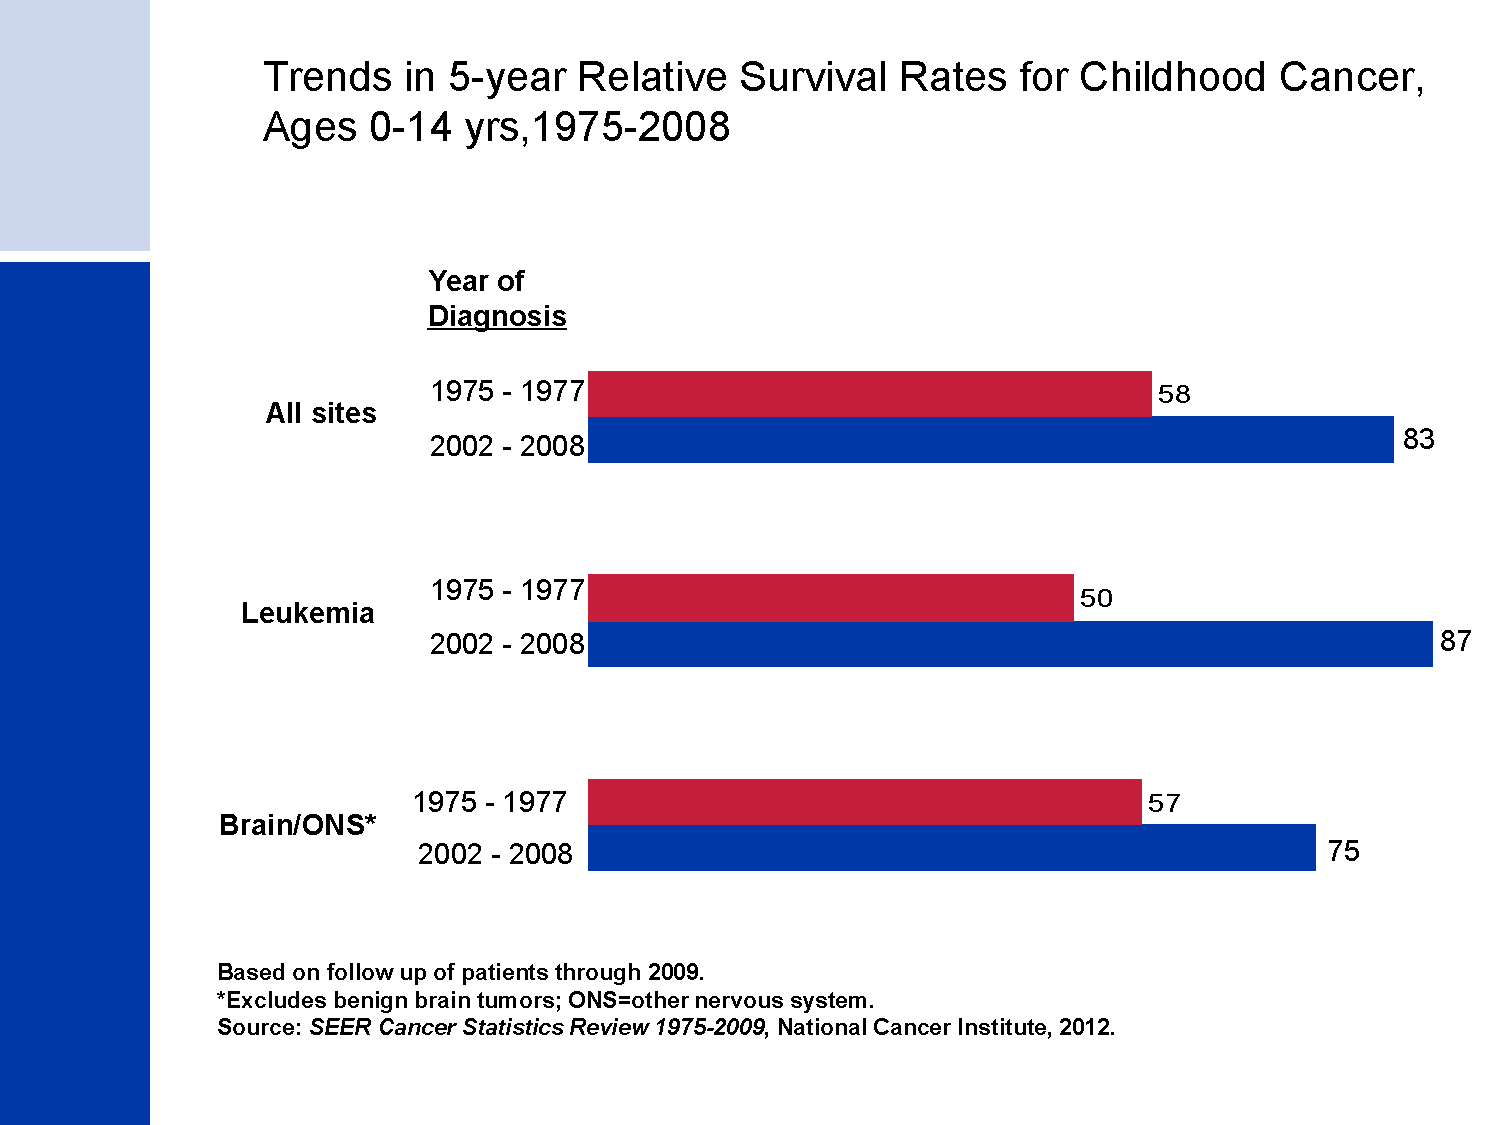 Trends in 5-year Relative Survival Rates for Childhood Cancer,
Ages 0-14 yrs,1975-2008
Year of
Diagnosis
All sites
1975 - 1977
58
2002 - 2008
83
Leukemia
1975 - 1977
50
2002 - 2008
87
Brain/ONS*
1975 - 1977
57
2002 - 2008
75
Based on follow up of patients through 2009.
*Excludes benign brain tumors; ONS=other nervous system.
Source: SEER Cancer Statistics Review 1975-2009, National Cancer Institute, 2012.